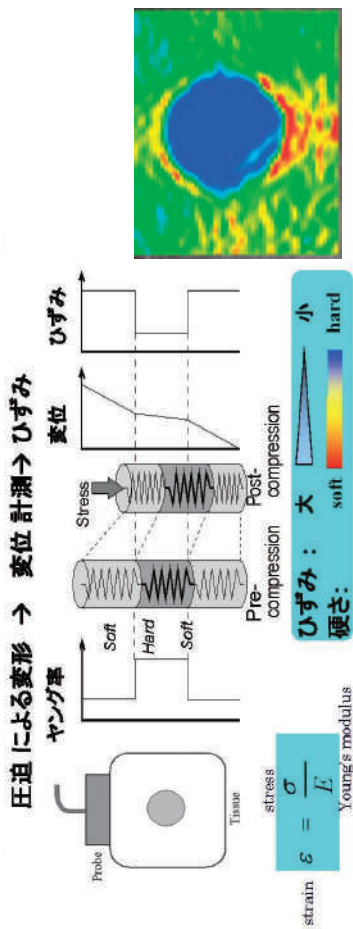 圧迫による変形 → 変位計測→ ひずみ
Probe
Tissue
ヤング率
Soft
Hard
Soft
Pre-
compression
Stress
Post-
compression
変位
ひずみ
strain
stress
ε = σ / E
Young's modulus
ひずみ: 大 小
硬さ: soft hard